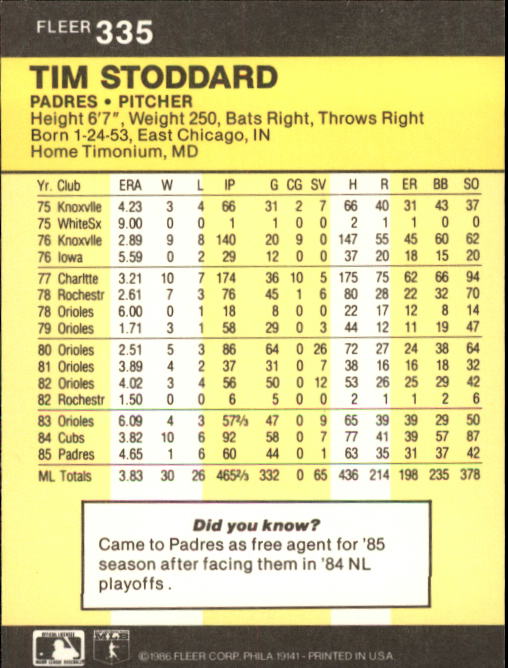 FLEER 335
TIM STODDARD
PADRES • PITCHER
Height 6'7", Weight 250, Bats Right, Throws Right
Born 1-24-53, East Chicago, IN
Home Timonium, MD
Yr. Club ERA W L IP G CG SV H R ER BB SO
75 Knoxvlle 4.23 3 4 66 31 2 7 66 40 31 43 37
75 WhiteSx 9.00 0 0 1 1 0 0 2 1 1 0 0
76 Knoxvlle 2.89 9 8 140 20 9 0 147 55 45 60 62
76 Iowa 5.59 0 2 29 12 0 0 37 20 18 15 20
77 Charltte 3.21 10 7 174 36 10 5 175 75 62 66 94
78 Rochestr 2.61 7 3 76 45 1 6 80 28 22 32 70
78 Orioles 6.00 0 1 18 8 0 0 22 17 12 8 14
79 Orioles 1.71 3 1 58 29 0 3 44 12 11 19 47
80 Orioles 2.51 5 3 86 64 0 26 72 27 24 38 64
81 Orioles 3.89 4 2 37 31 0 7 38 16 16 18 32
82 Orioles 4.02 3 4 56 50 0 12 53 26 25 29 42
82 Rochestr 1.50 0 0 6 5 0 0 2 1 1 2 6
83 Orioles 6.09 4 3 57⅔ 47 0 9 65 39 39 29 50
84 Cubs 3.82 10 6 92 58 0 7 77 41 39 57 87
85 Padres 4.65 1 6 60 44 0 1 63 35 31 37 42
ML Totals 3.83 30 26 465⅔ 332 0 65 436 214 198 235 378
Did you know?
Came to Padres as free agent for '85
season after facing them in '84 NL
playoffs .
©1986 FLEER CORP. PHILA 19141 - PRINTED IN U.S.A.